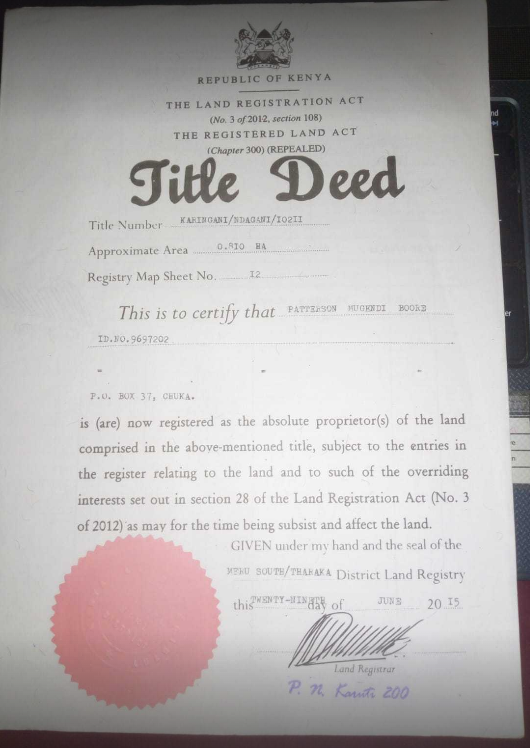 REPUBLIC OF KENYA
THE LAND REGISTRATION ACT
(No. 3 of 2012, section 108)
THE REGISTERED LAND ACT
(Chapter 300) (REPEALED)
Title Deed
Title Number KARINGANI/NDAGANI/10211
Approximate Area 0.810 HA
Registry Map Sheet No. 12
This is to certify that PATTERSON MUGENDI BOORE
ID.NO.9697202
P.O. BOX 37, CHUKA.
is (are) now registered as the absolute proprietor(s) of the land
comprised in the above-mentioned title, subject to the entries in
the register relating to the land and to such of the overriding
interests set out in section 28 of the Land Registration Act (No. 3
of 2012) as may for the time being subsist and affect the land.
GIVEN under my hand and the seal of the
MERU SOUTH/THARAKA District Land Registry
this TWENTY-NINETH day of JUNE 20 15
Land Registrar
P. N. Karuti 200